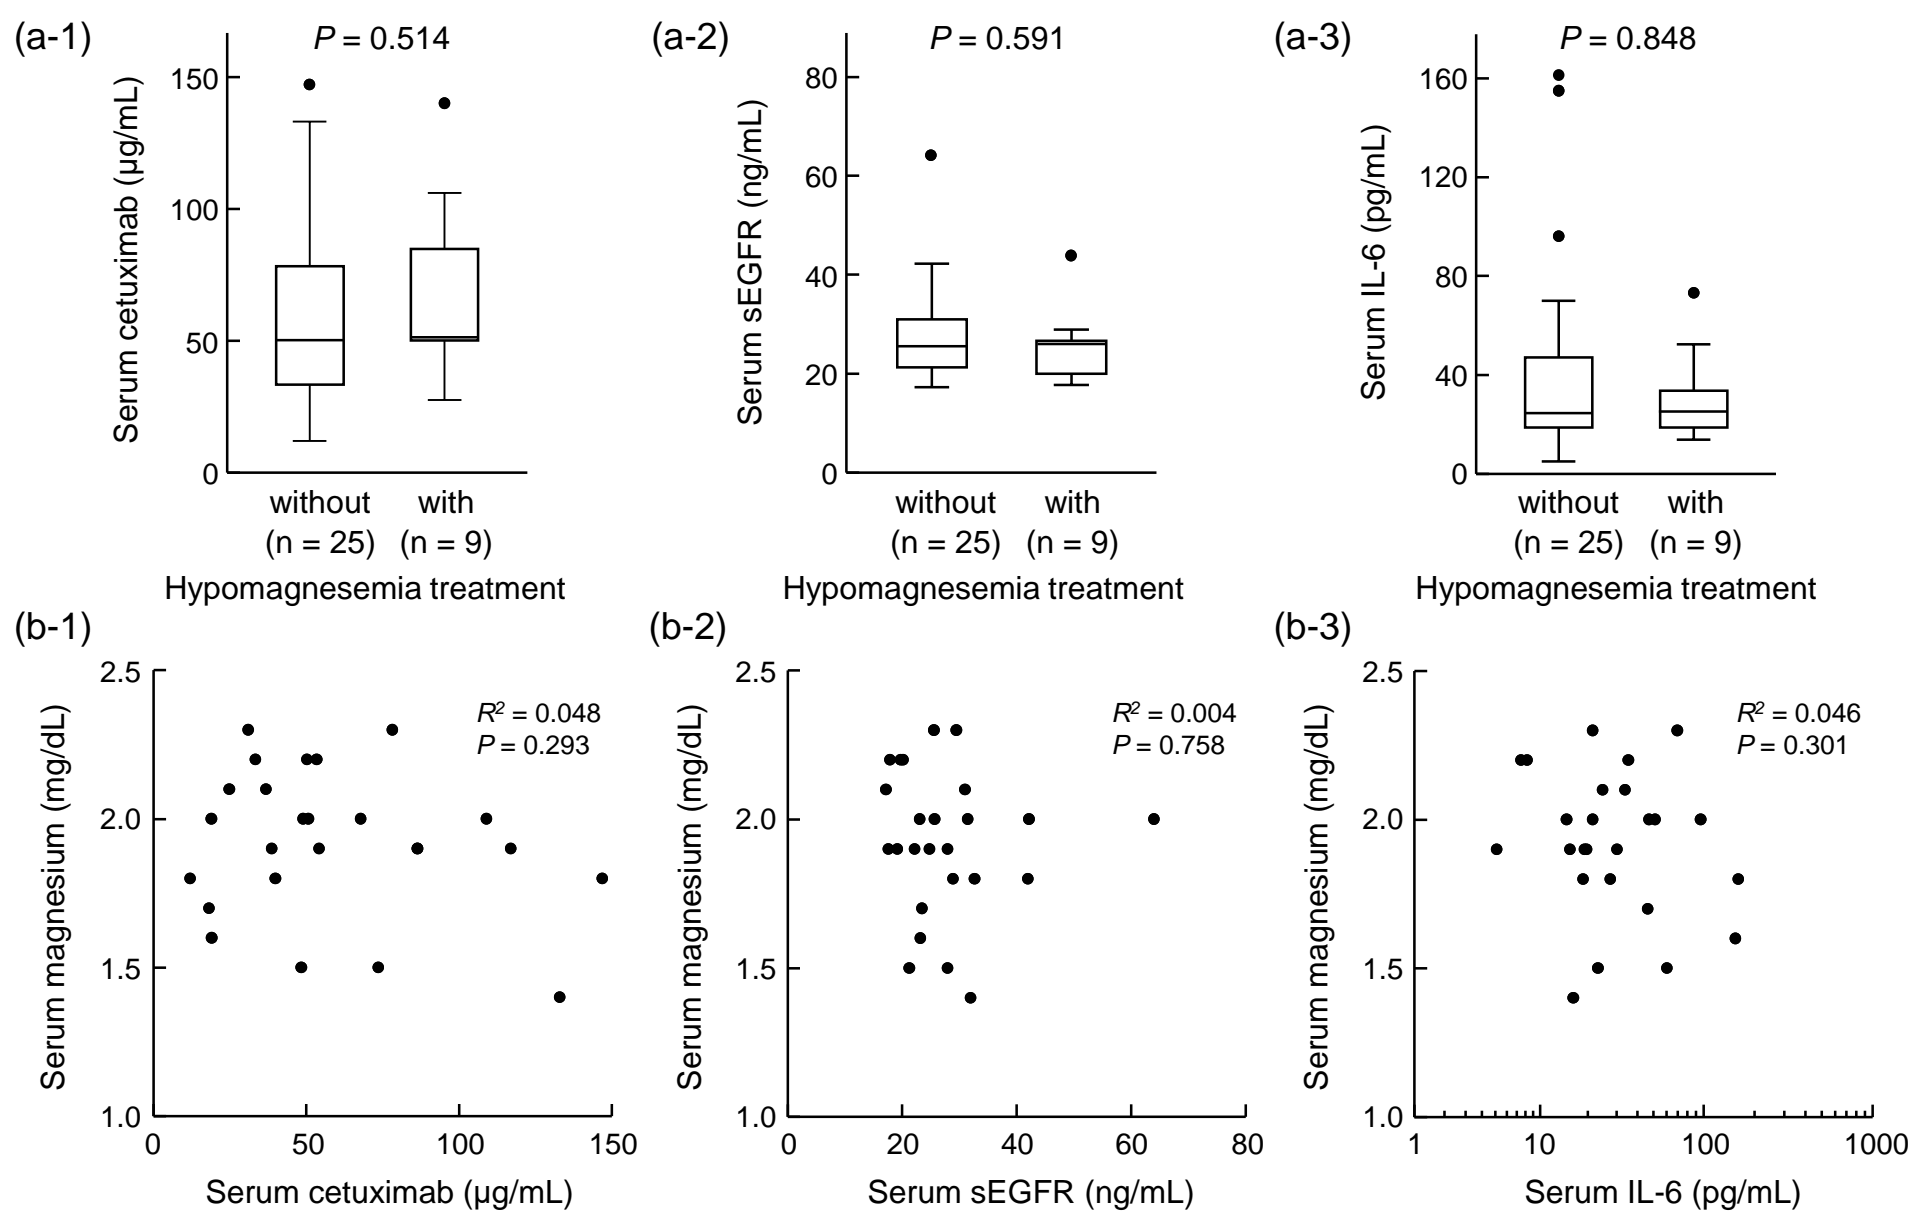 (a-1)
P = 0.514
Serum cetuximab (µg/mL)
150
100
50
0
without
with
(n = 25)
(n = 9)
Hypomagnesemia treatment
(a-2)
P = 0.591
Serum sEGFR (ng/mL)
80
60
40
20
0
without
with
(n = 25)
(n = 9)
Hypomagnesemia treatment
(a-3)
P = 0.848
Serum IL-6 (pg/mL)
160
120
80
40
0
without
with
(n = 25)
(n = 9)
Hypomagnesemia treatment
(b-1)
R² = 0.048
P = 0.293
Serum magnesium (mg/dL)
2.5
2.0
1.5
1.0
0
50
100
150
Serum cetuximab (µg/mL)
(b-2)
R² = 0.004
P = 0.758
Serum magnesium (mg/dL)
2.5
2.0
1.5
1.0
0
20
40
60
80
Serum sEGFR (ng/mL)
(b-3)
R² = 0.046
P = 0.301
Serum magnesium (mg/dL)
2.5
2.0
1.5
1.0
1
10
100
1000
Serum IL-6 (pg/mL)